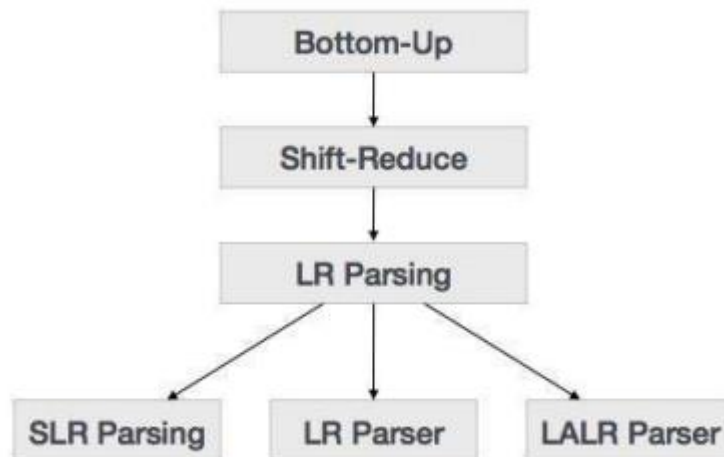 Bottom-Up
Shift-Reduce
LR Parsing
SLR Parsing
LR Parser
LALR Parser